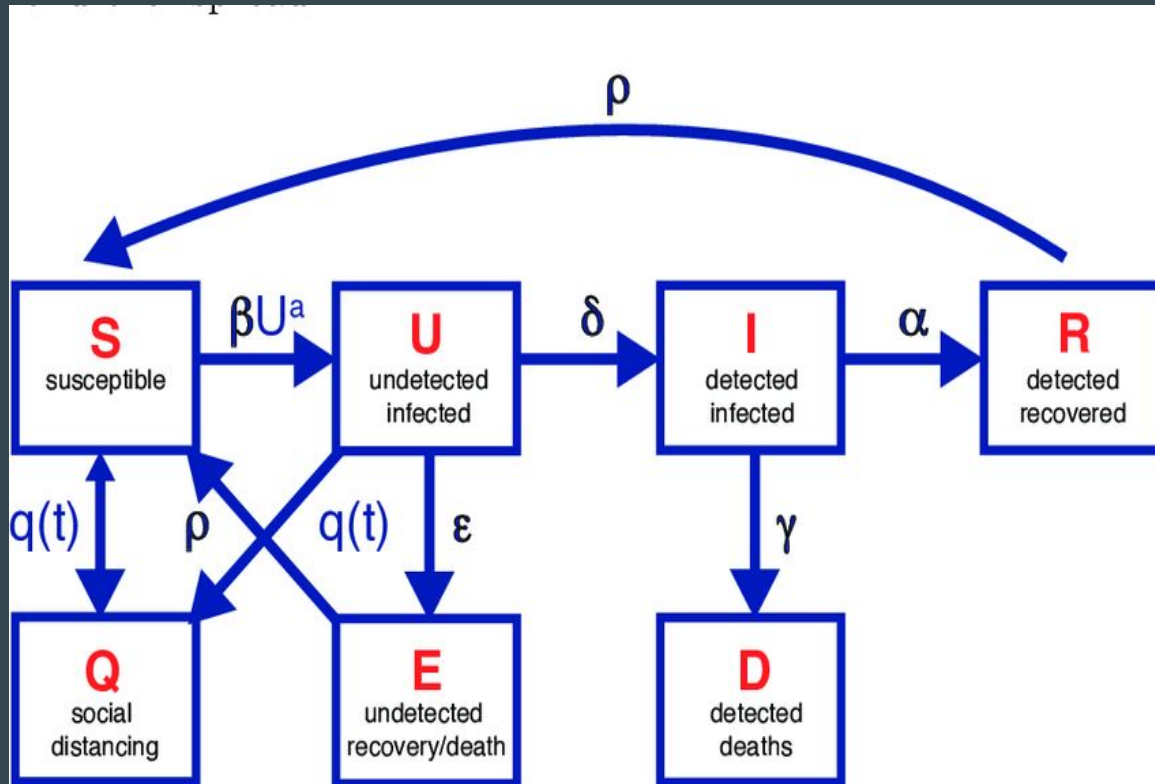 ρ
S
susceptible
βUᵃ
U
undetected
infected
δ
I
detected
infected
α
R
detected
recovered
q(t)
ρ
q(t)
ε
γ
Q
social
distancing
E
undetected
recovery/death
D
detected
deaths